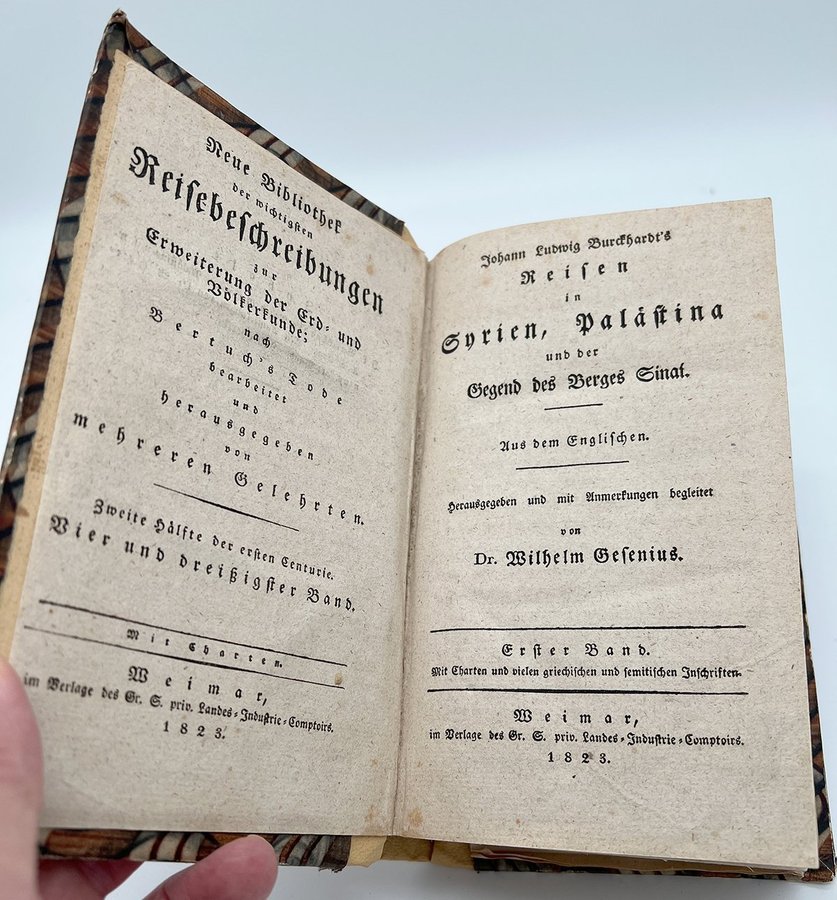 Neue Bibliothek
der wichtigsten
Reisebeschreibungen
zur
Erweiterung der Erd- und
Völkerkunde;
nach
Bertuch's Tode
bearbeitet
und
herausgegeben
von
mehreren Gelehrten.
Zweite Hälfte der ersten Centurie.
Vier und dreißigster Band.
Mit Charten.
Weimar,
im Verlage des Gr. S. priv. Landes-Industrie-Comptoirs.
1823.
Johann Ludwig Burckhardt's
Reisen
in
Syrien, Palästina
und der
Gegend des Berges Sinai.
Aus dem Englischen.
Herausgegeben und mit Anmerkungen begleitet
von
Dr. Wilhelm Gesenius.
Erster Band.
Mit Charten und vielen griechischen und semitischen Inschriften.
Weimar,
im Verlage des Gr. S. priv. Landes-Industrie-Comptoirs.
1823.